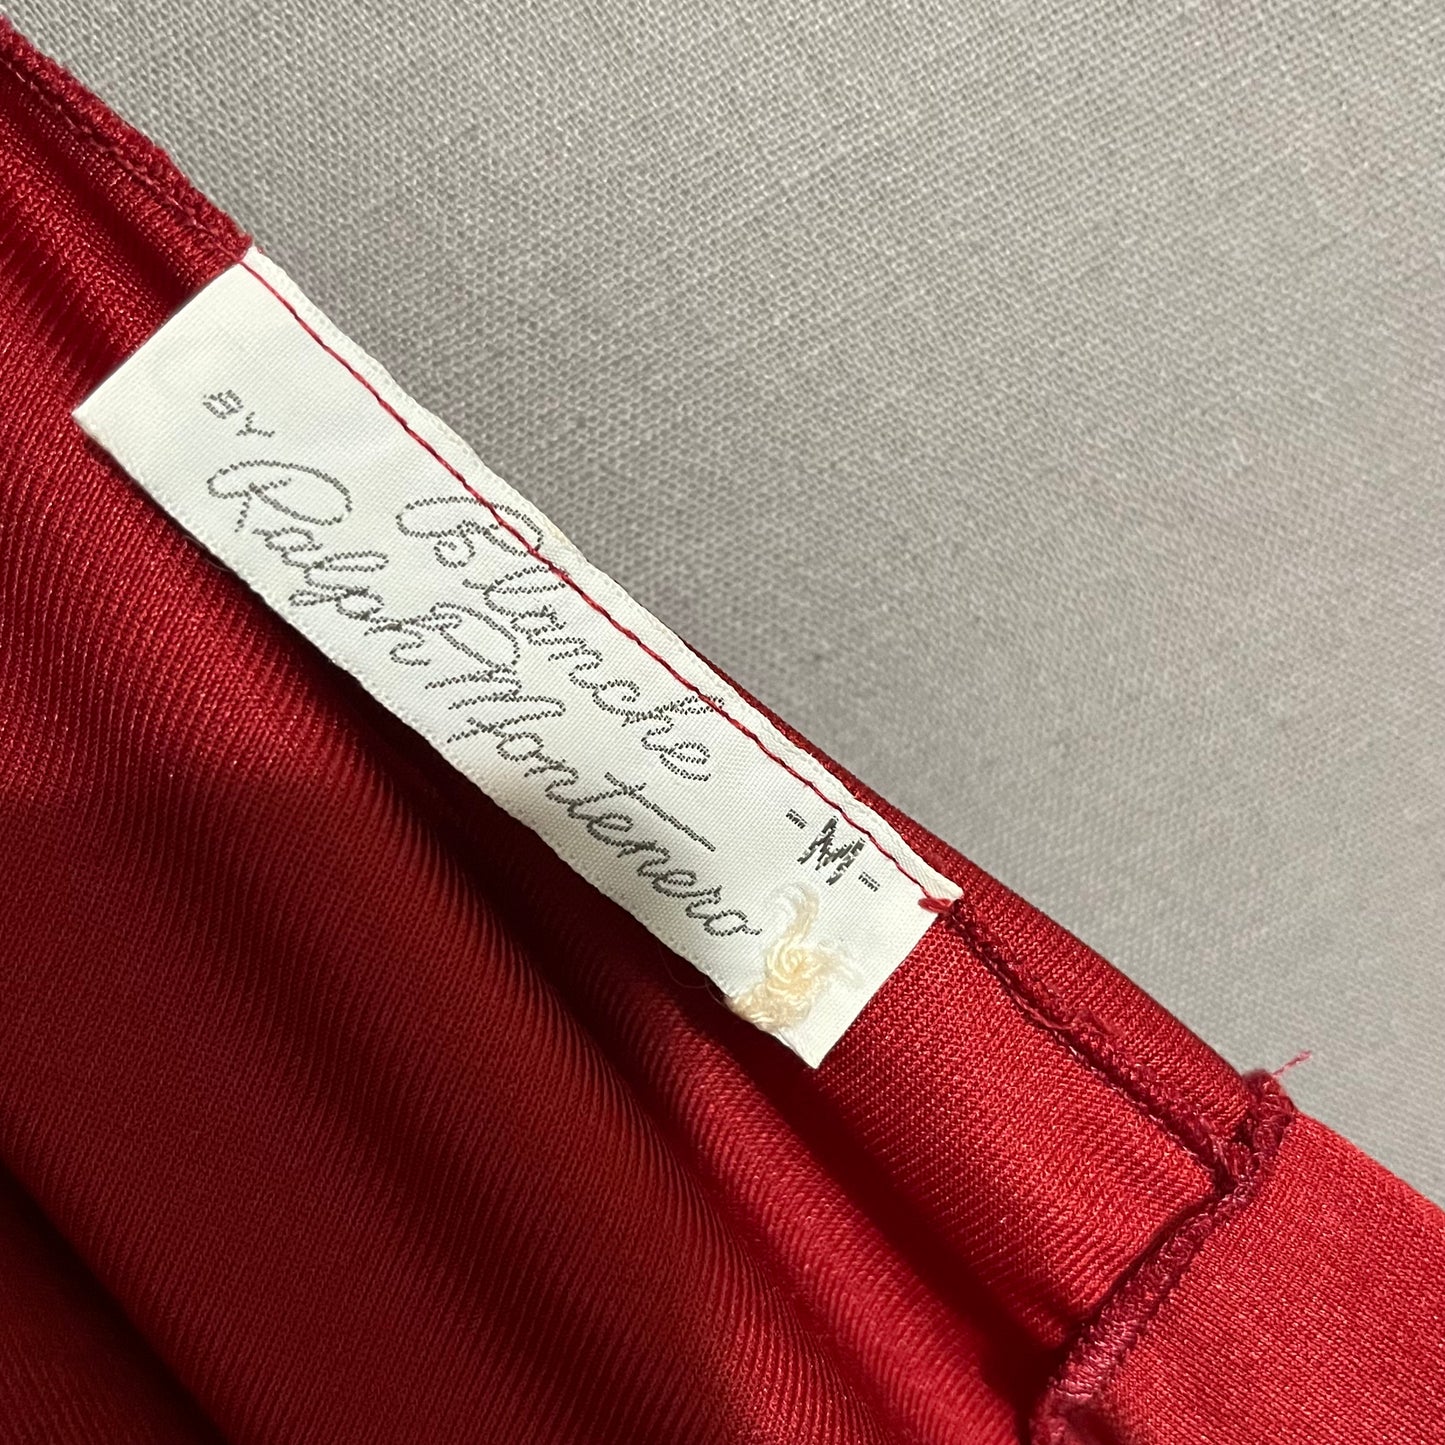 Blanche
BY
Ralph Montenero
-M-